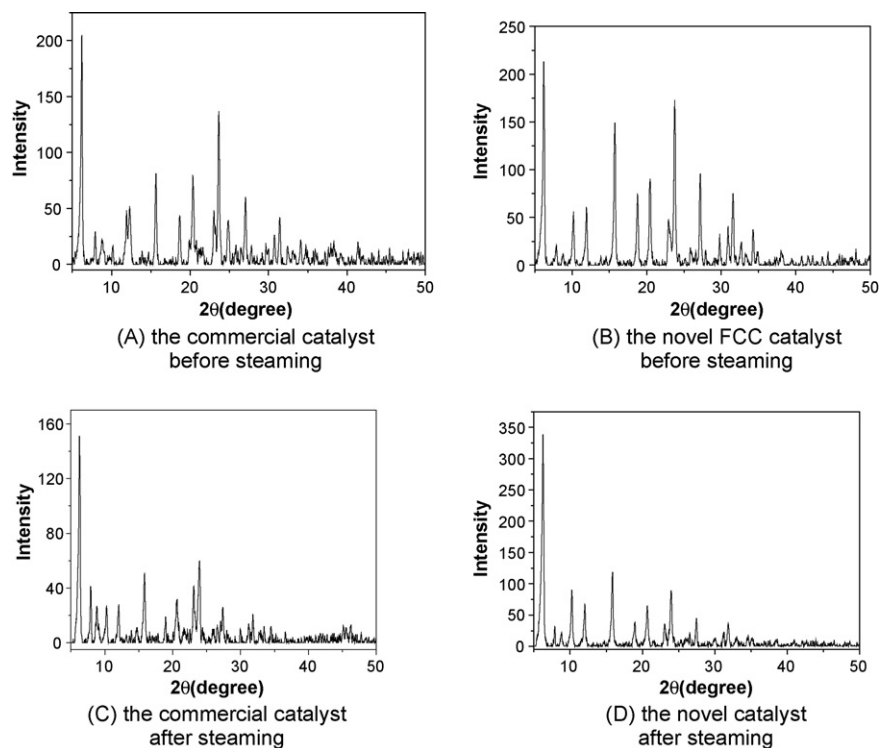 200
150
100
50
0
Intensity
10
20
30
40
50
2θ(degree)
(A) the commercial catalyst
before steaming
250
200
150
100
50
0
Intensity
10
20
30
40
50
2θ(degree)
(B) the novel FCC catalyst
before steaming
160
120
80
40
0
Intensity
10
20
30
40
50
2θ(degree)
(C) the commercial catalyst
after steaming
350
300
250
200
150
100
50
0
Intensity
10
20
30
40
50
2θ(degree)
(D) the novel catalyst
after steaming